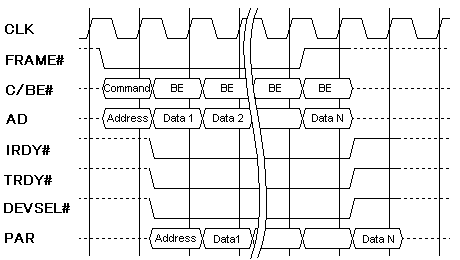 CLK
FRAME#
C/BE# Command BE BE BE BE
AD Address Data 1 Data 2 Data N
IRDY#
TRDY#
DEVSEL#
PAR Address Data1 Data N